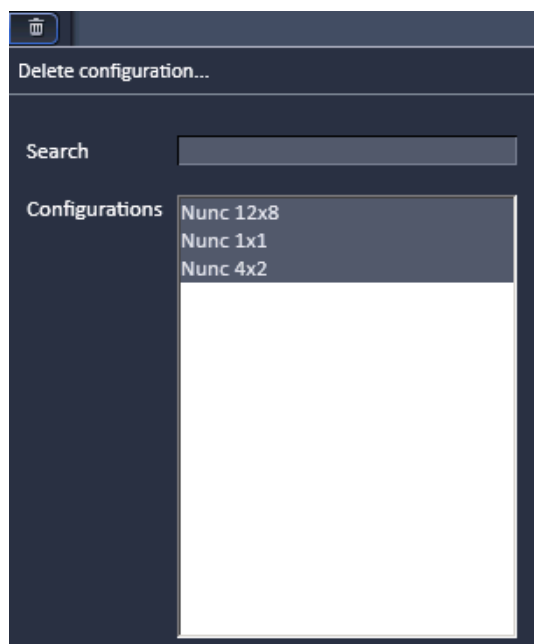 Delete configuration...
Search
Configurations
Nunc 12x8
Nunc 1x1
Nunc 4x2